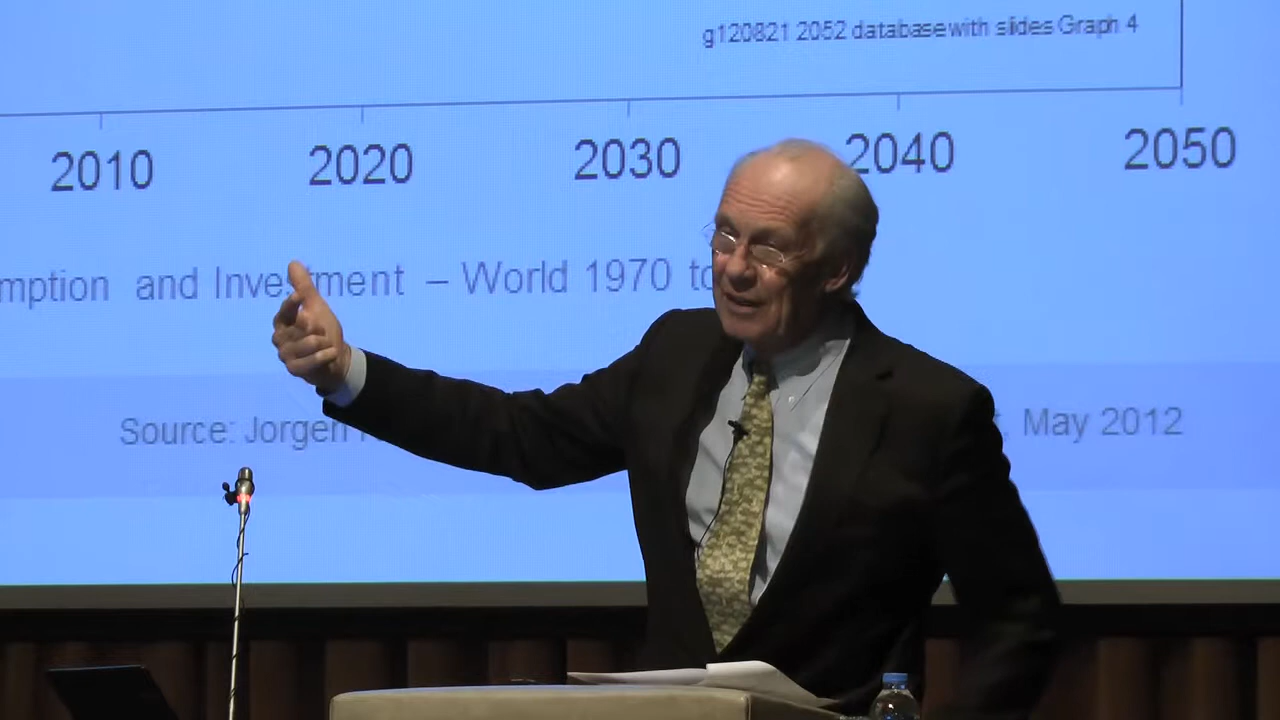 g120821 2052 database with slides Graph 4
2010 2020 2030 2040 2050
mption and Investment – World 1970 to
Source: Jorgen May 2012